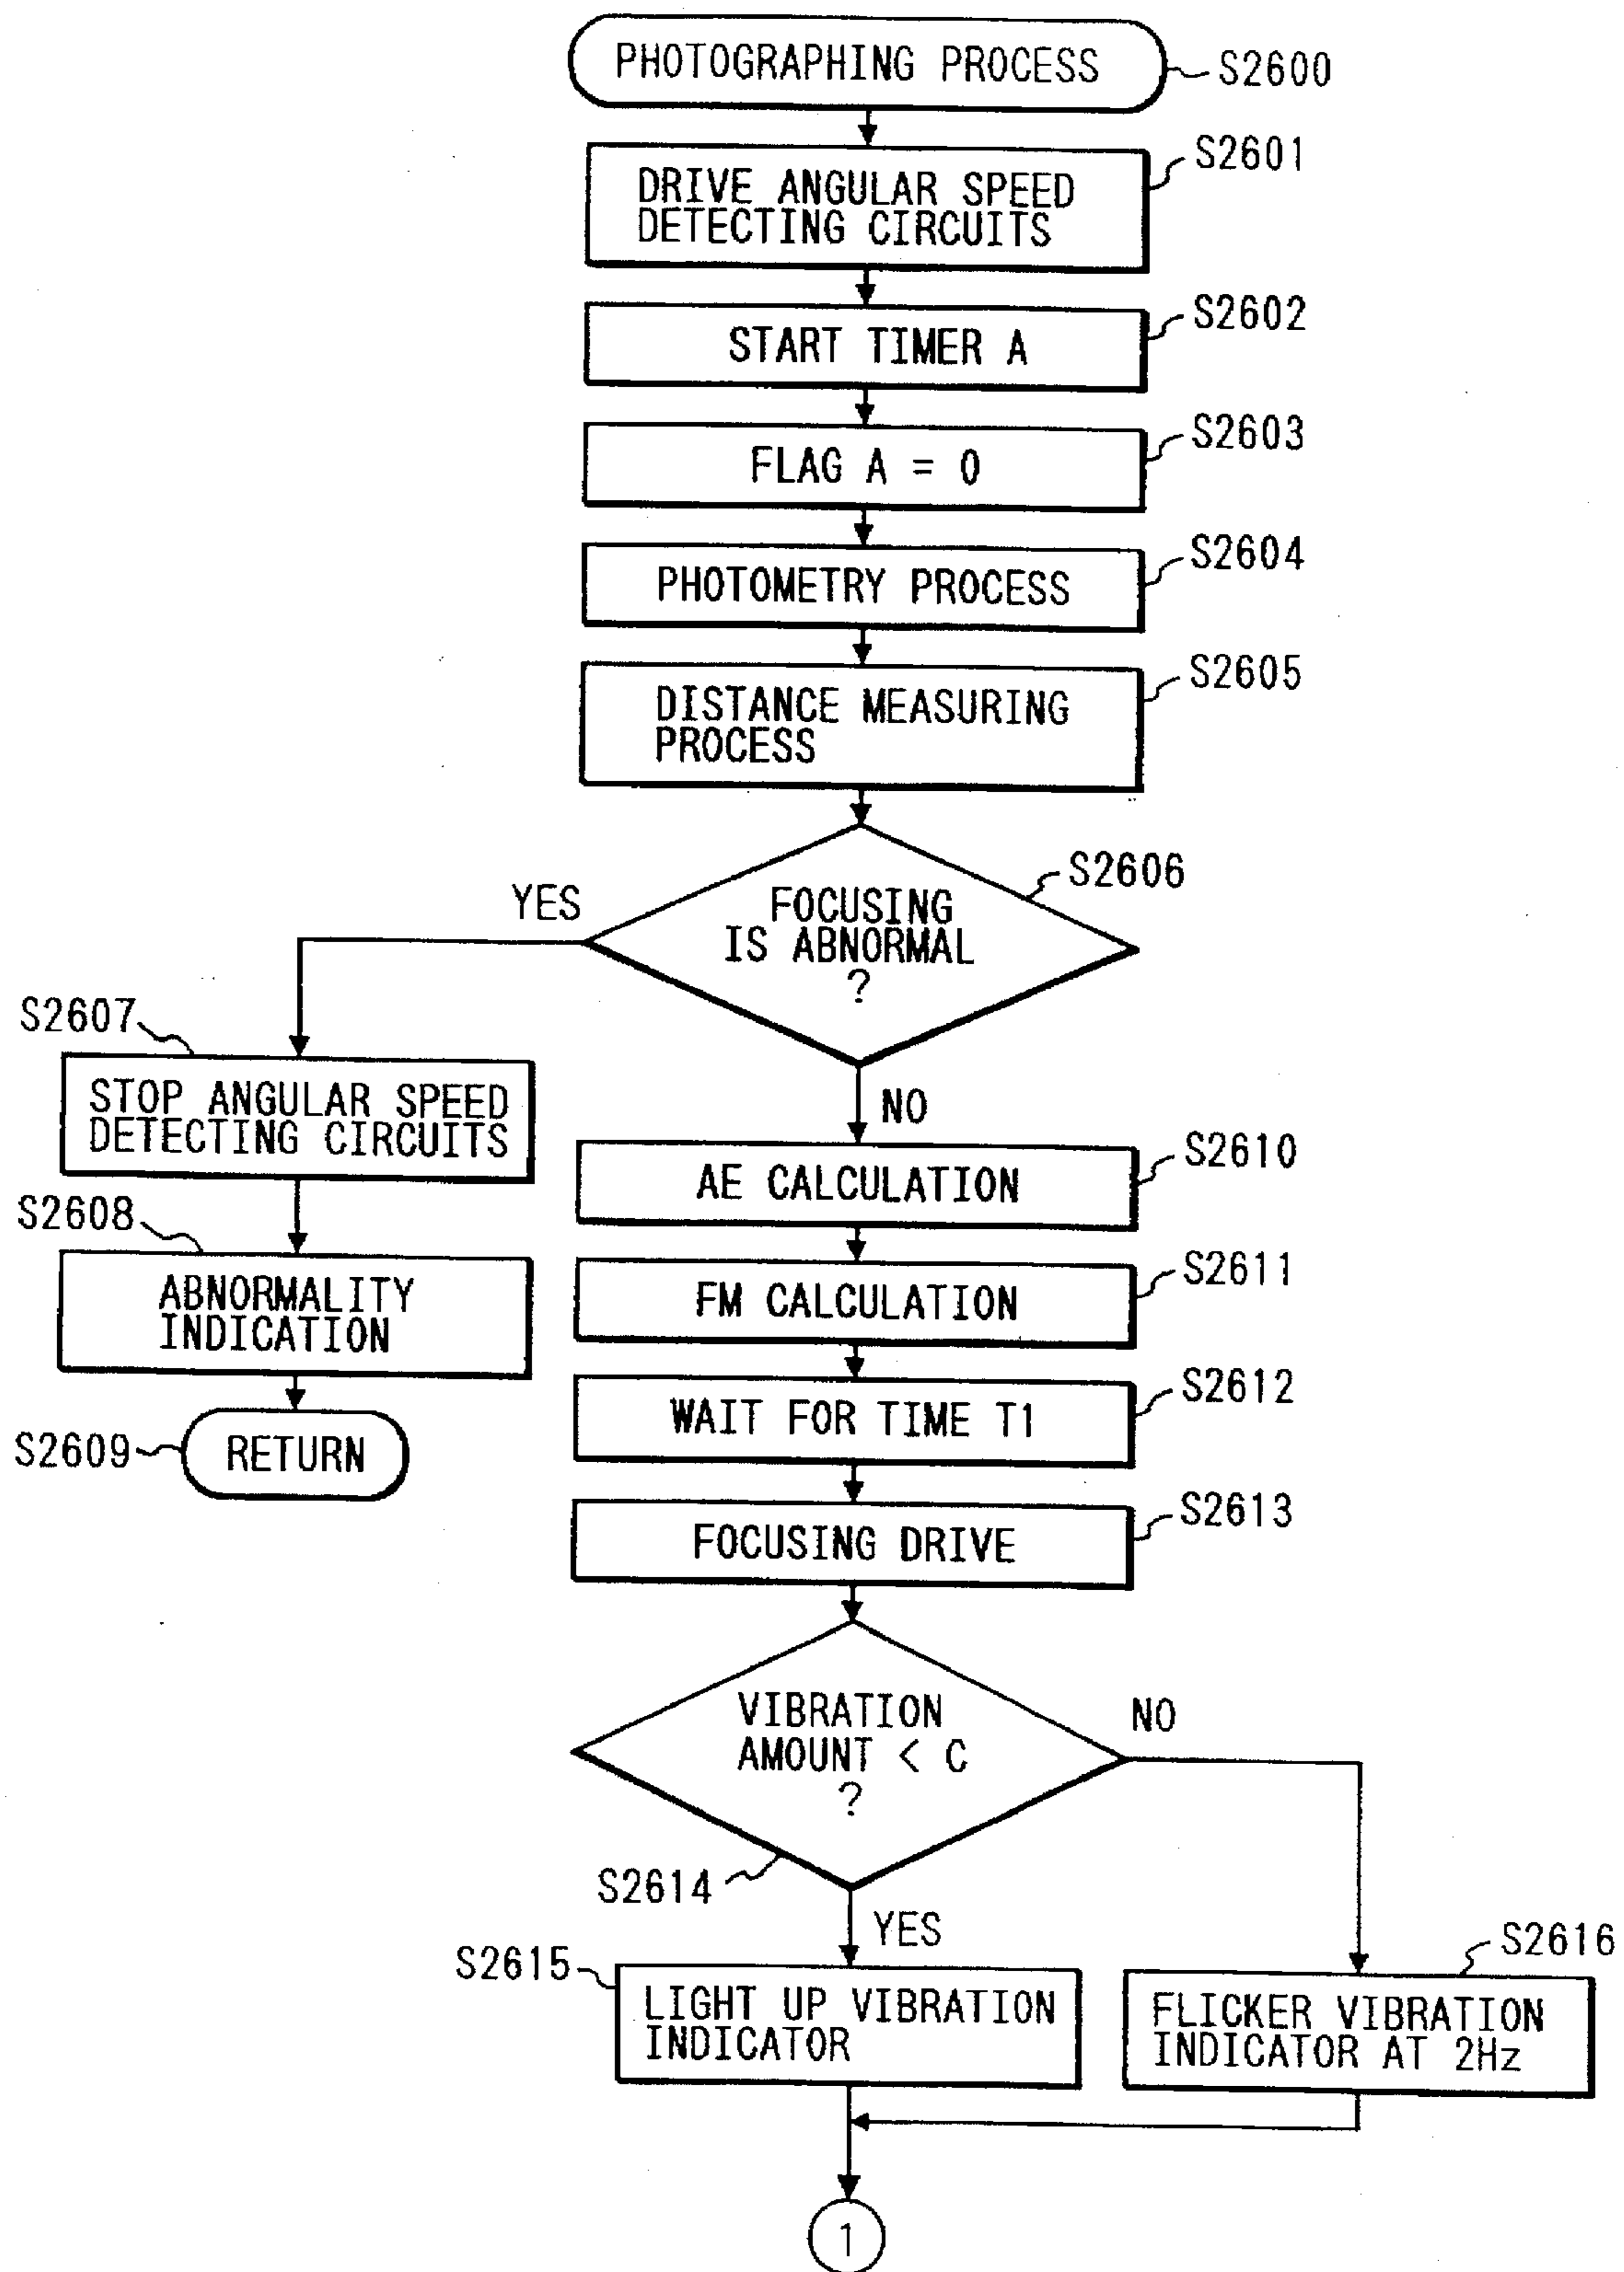 PHOTOGRAPHING PROCESS
S2600
DRIVE ANGULAR SPEED
DETECTING CIRCUITS
S2601
START TIMER A
S2602
FLAG A = 0
S2603
PHOTOMETRY PROCESS
S2604
DISTANCE MEASURING
PROCESS
S2605
FOCUSING
IS ABNORMAL
?
S2606
YES
NO
S2607
STOP ANGULAR SPEED
DETECTING CIRCUITS
S2608
ABNORMALITY
INDICATION
S2609
RETURN
AE CALCULATION
S2610
FM CALCULATION
S2611
WAIT FOR TIME T1
S2612
FOCUSING DRIVE
S2613
VIBRATION
AMOUNT < C
?
S2614
NO
YES
S2615
LIGHT UP VIBRATION
INDICATOR
S2616
FLICKER VIBRATION
INDICATOR AT 2Hz
1